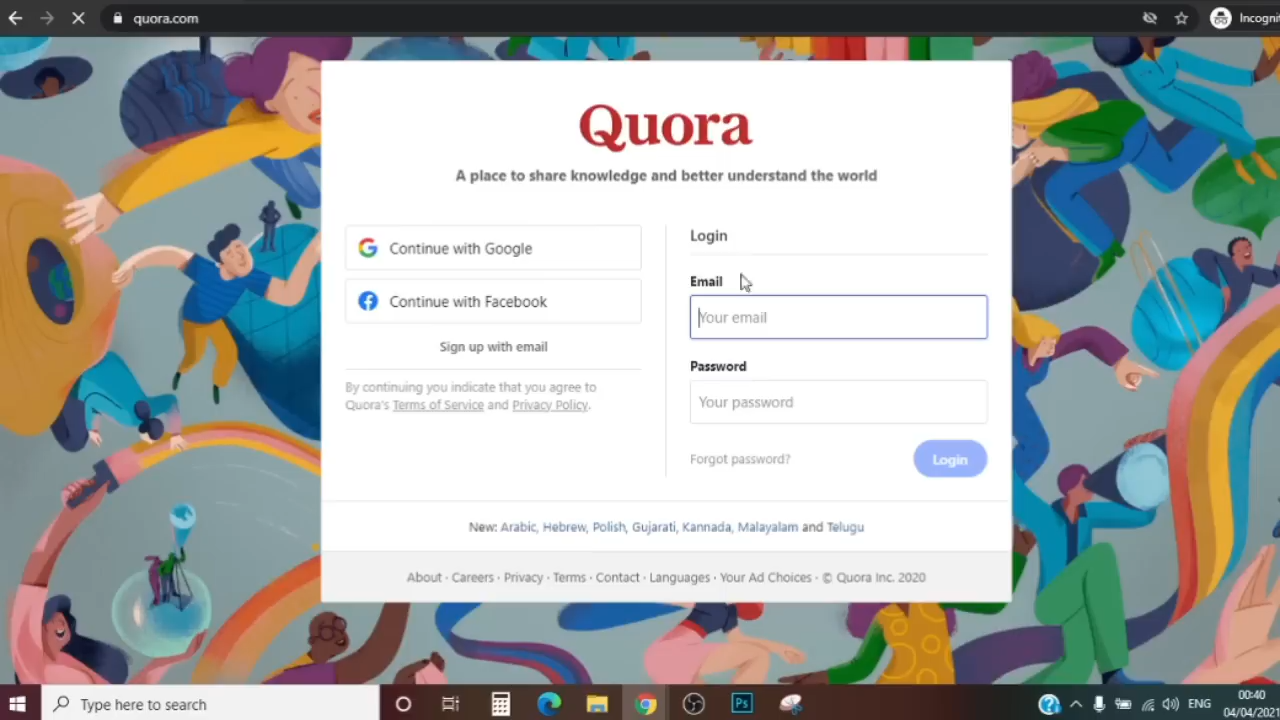 quora.com
Incogni
Quora
A place to share knowledge and better understand the world
Continue with Google
Continue with Facebook
Sign up with email
By continuing you indicate that you agree to
Quora's Terms of Service and Privacy Policy.
Login
Email
Your email
Password
Your password
Forgot password?
Login
New: Arabic, Hebrew, Polish, Gujarati, Kannada, Malayalam and Telugu
About · Careers · Privacy · Terms · Contact · Languages · Your Ad Choices · © Quora Inc. 2020
Type here to search
Ps
ENG
00:40
04/04/2021